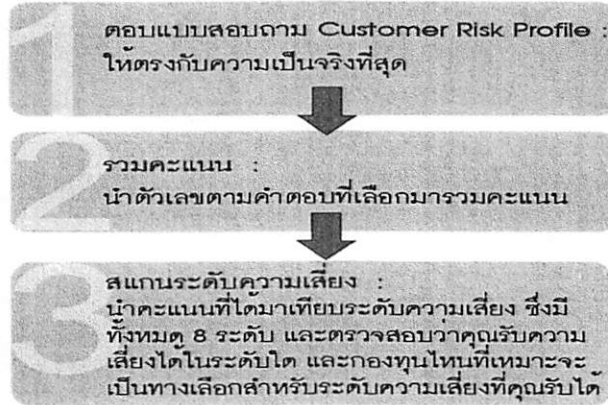 1
ตอบแบบสอบถาม Customer Risk Profile :
ให้ตรงกับความเป็นจริงที่สุด
2
รวมคะแนน :
นำตัวเลขตามคำตอบที่เลือกมารวมคะแนน
3
สแกนระดับความเสี่ยง :
นำคะแนนที่ได้มาเทียบระดับความเสี่ยง ซึ่งมี
ทั้งหมด 8 ระดับ และตรวจสอบว่าคุณรับความ
เสี่ยงได้ในระดับใด และกองทุนไหนที่เหมาะจะ
เป็นทางเลือกสำหรับระดับความเสี่ยงที่คุณรับได้